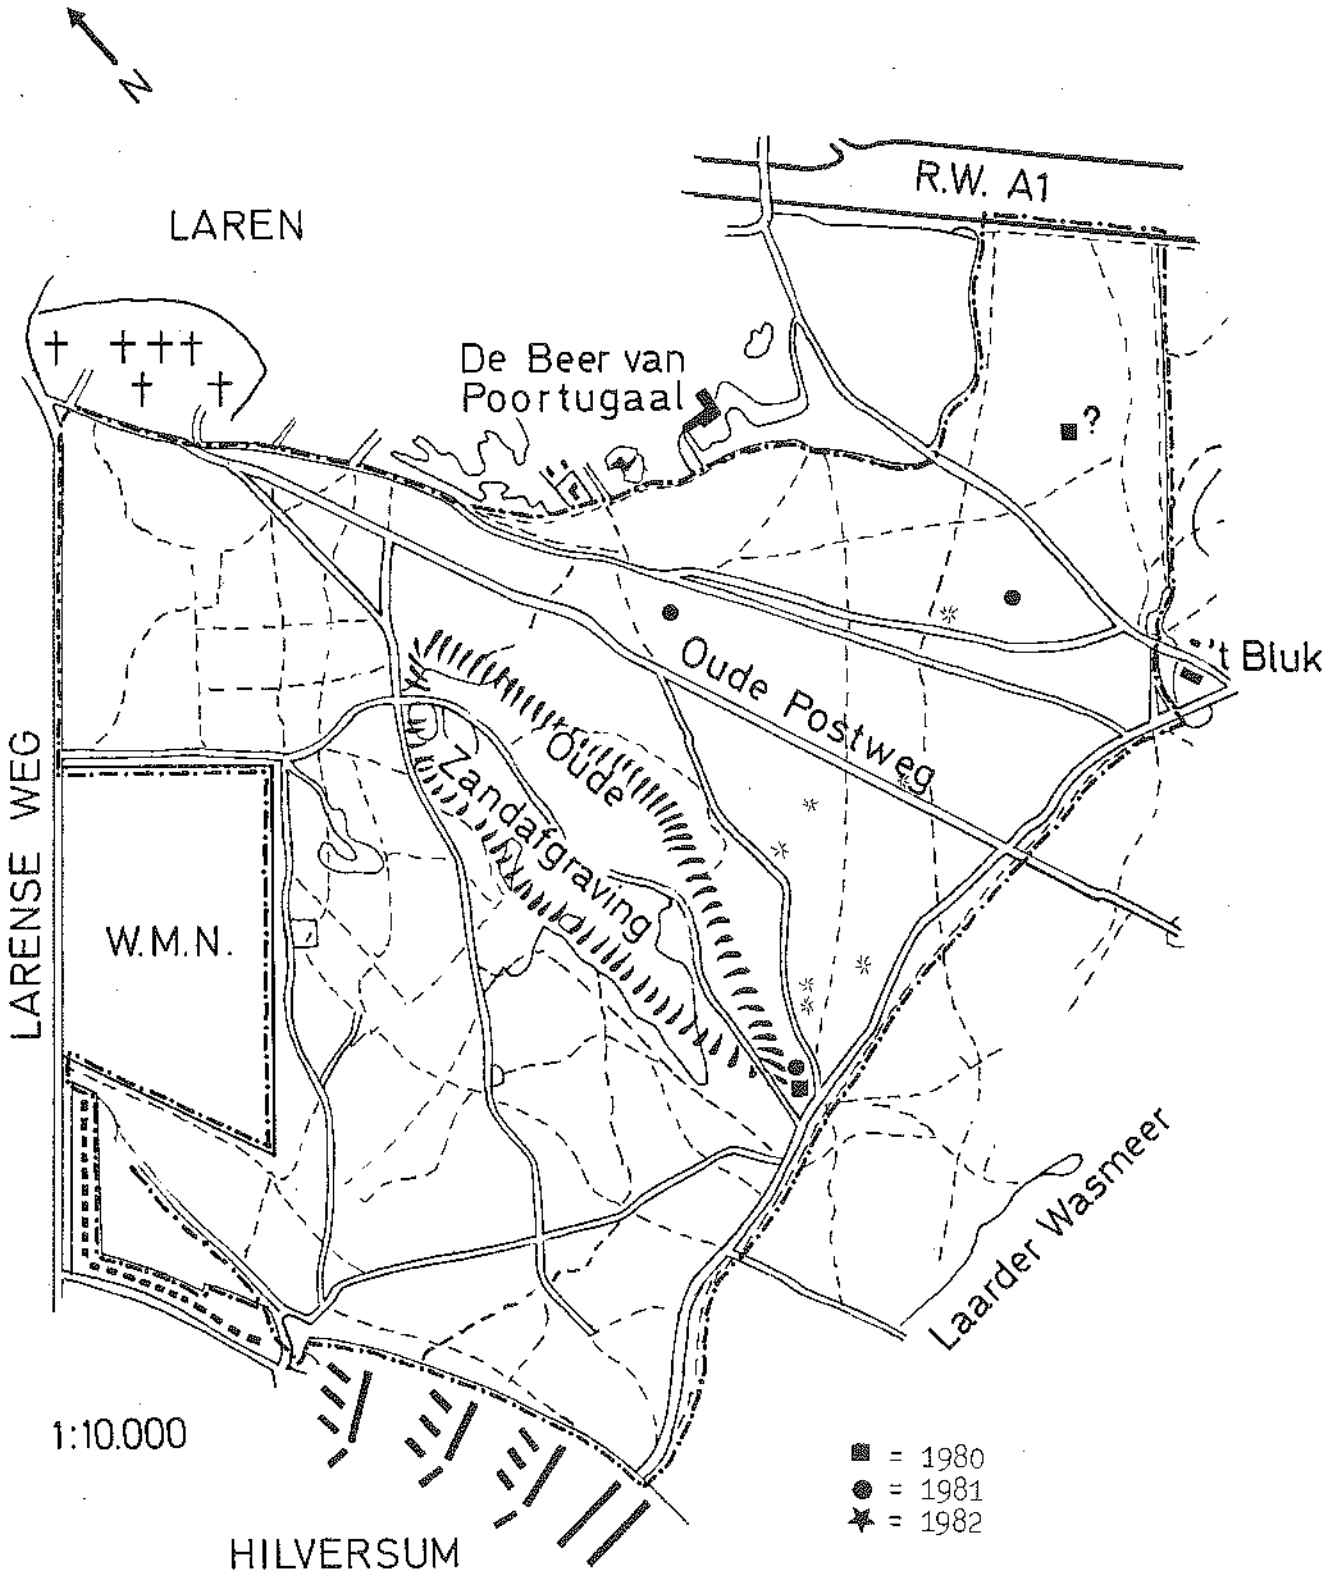 N
R.W. A1
LAREN
De Beer van
Poortugaal
?
't Bluk
Oude Postweg
Oude
Zandafgraving
LARENSE WEG
W.M.N.
Laarder Wasmeer
1:10.000
= 1980
= 1981
= 1982
HILVERSUM